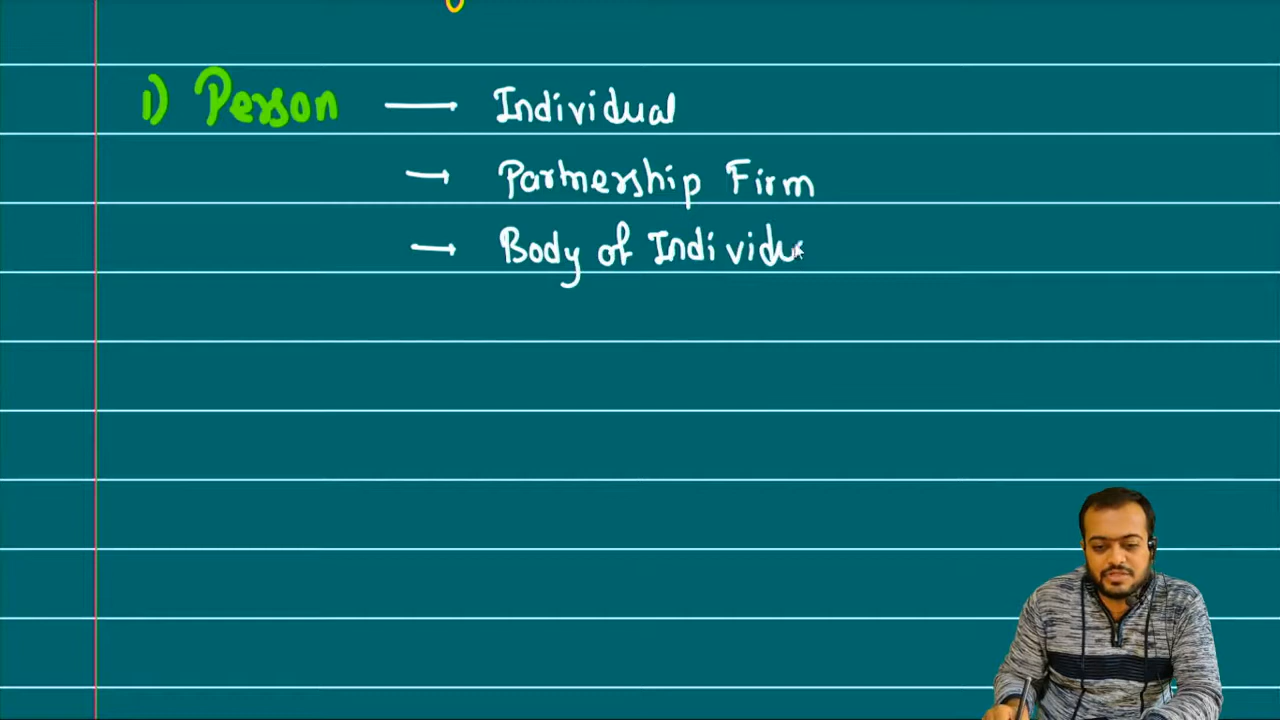 1) Person — Individual
→ Partnership Firm
→ Body of Individu